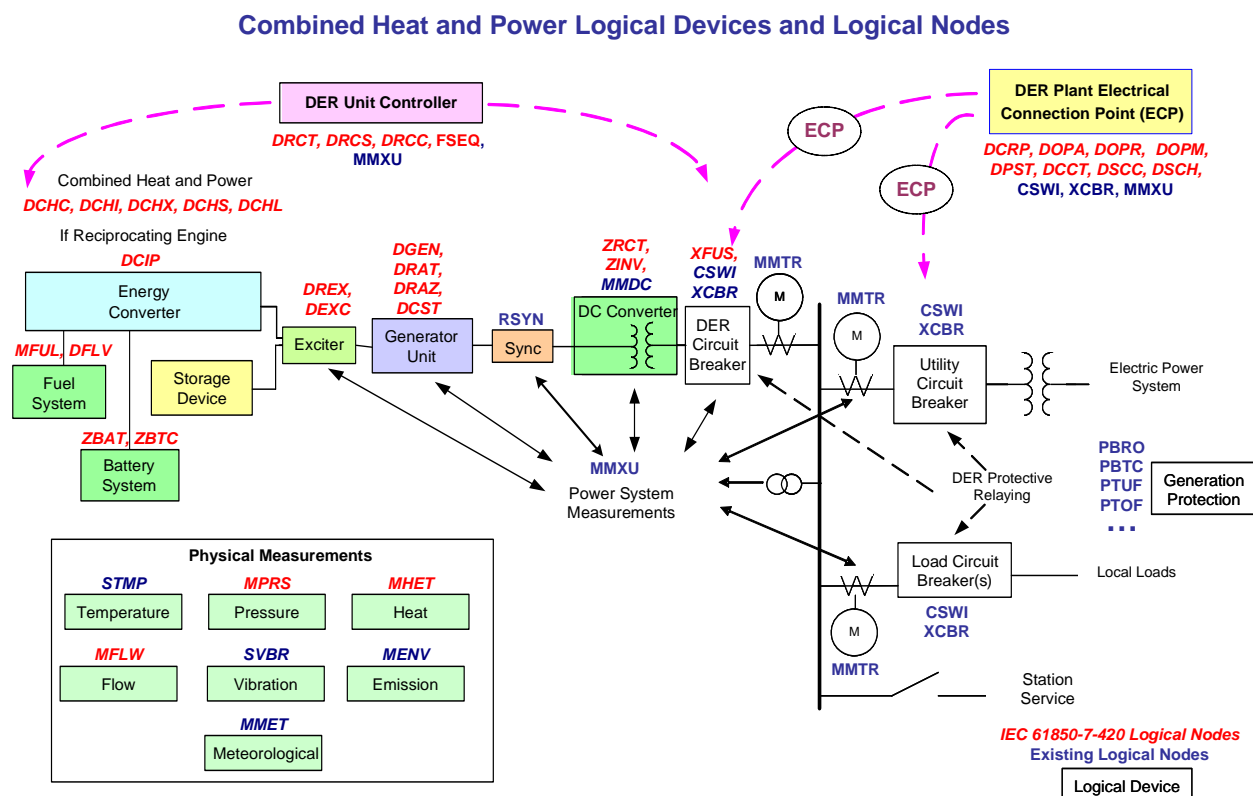 Combined Heat and Power Logical Devices and Logical Nodes
DER Unit Controller
DRCT, DRCS, DRCC, FSEQ,
MMXU
ECP
DER Plant Electrical
Connection Point (ECP)
DCRP, DOPA, DOPR, DOPM,
DPST, DCCT, DSCC, DSCH,
CSWI, XCBR, MMXU
ECP
Combined Heat and Power
DCHC, DCHI, DCHX, DCHS, DCHL
If Reciprocating Engine
DCIP
Energy
Converter
MFUL, DFLV
Fuel
System
Storage
Device
ZBAT, ZBTC
Battery
System
DREX,
DEXC
Exciter
DGEN,
DRAT,
DRAZ,
DCST
Generator
Unit
RSYN
Sync
ZRCT,
ZINV,
MMDC
DC Converter
XFUS,
CSWI
XCBR
DER
Circuit
Breaker
MMTR
M
MMTR
M
CSWI
XCBR
Utility
Circuit
Breaker
Electric Power
System
MMXU
Power System
Measurements
DER Protective
Relaying
PBRO
PBTC
PTUF
PTOF
...
Generation
Protection
Load Circuit
Breaker(s)
Local Loads
CSWI
XCBR
M
MMTR
Station
Service
Physical Measurements
STMP
MPRS
MHET
Temperature
Pressure
Heat
MFLW
SVBR
MENV
Flow
Vibration
Emission
MMET
Meteorological
IEC 61850-7-420 Logical Nodes
Existing Logical Nodes
Logical Device